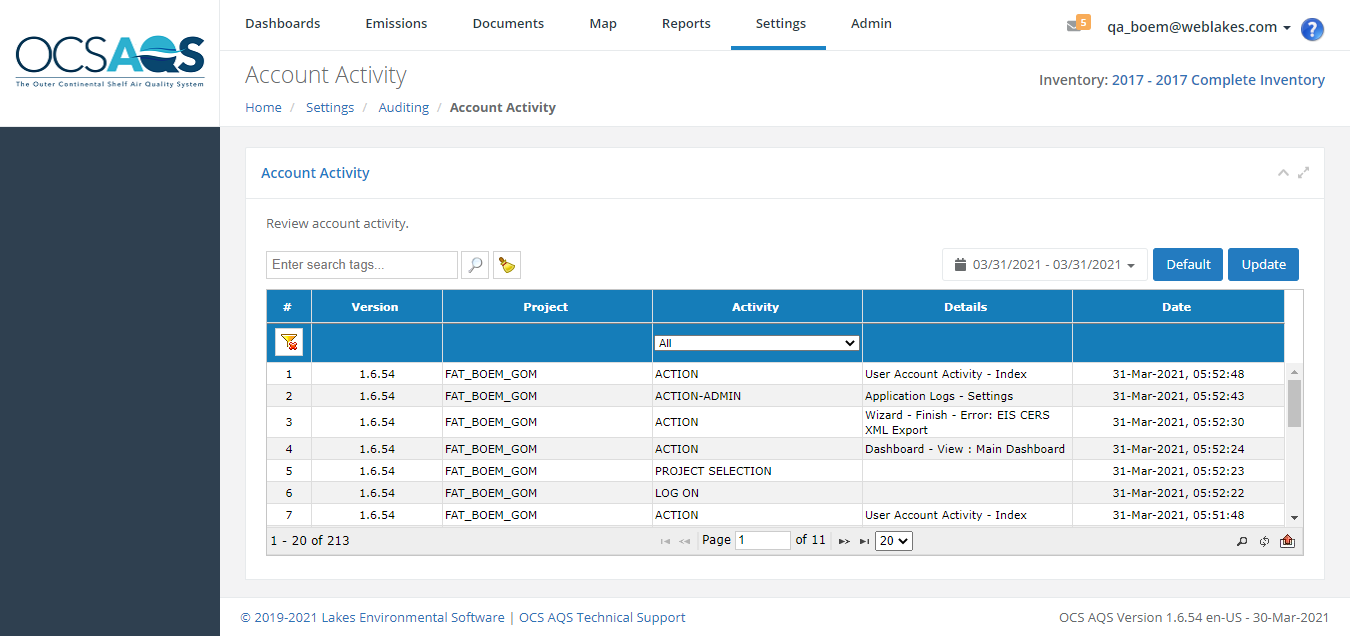 OCSAQS
The Outer Continental Shelf Air Quality System
Dashboards Emissions Documents Map Reports Settings Admin 5 qa_boem@weblakes.com ?
Account Activity
Inventory: 2017 - 2017 Complete Inventory
Home / Settings / Auditing / Account Activity
Account Activity
Review account activity.
Enter search tags... 03/31/2021 - 03/31/2021 Default Update
# Version Project Activity Details Date
All
1 1.6.54 FAT_BOEM_GOM ACTION User Account Activity - Index 31-Mar-2021, 05:52:48
2 1.6.54 FAT_BOEM_GOM ACTION-ADMIN Application Logs - Settings 31-Mar-2021, 05:52:43
3 1.6.54 FAT_BOEM_GOM ACTION Wizard - Finish - Error: EIS CERS 31-Mar-2021, 05:52:30
XML Export
4 1.6.54 FAT_BOEM_GOM ACTION Dashboard - View : Main Dashboard 31-Mar-2021, 05:52:24
5 1.6.54 FAT_BOEM_GOM PROJECT SELECTION 31-Mar-2021, 05:52:23
6 1.6.54 FAT_BOEM_GOM LOG ON 31-Mar-2021, 05:52:22
7 1.6.54 FAT_BOEM_GOM ACTION User Account Activity - Index 31-Mar-2021, 05:51:48
1 - 20 of 213 Page 1 of 11 20
© 2019-2021 Lakes Environmental Software | OCS AQS Technical Support OCS AQS Version 1.6.54 en-US - 30-Mar-2021